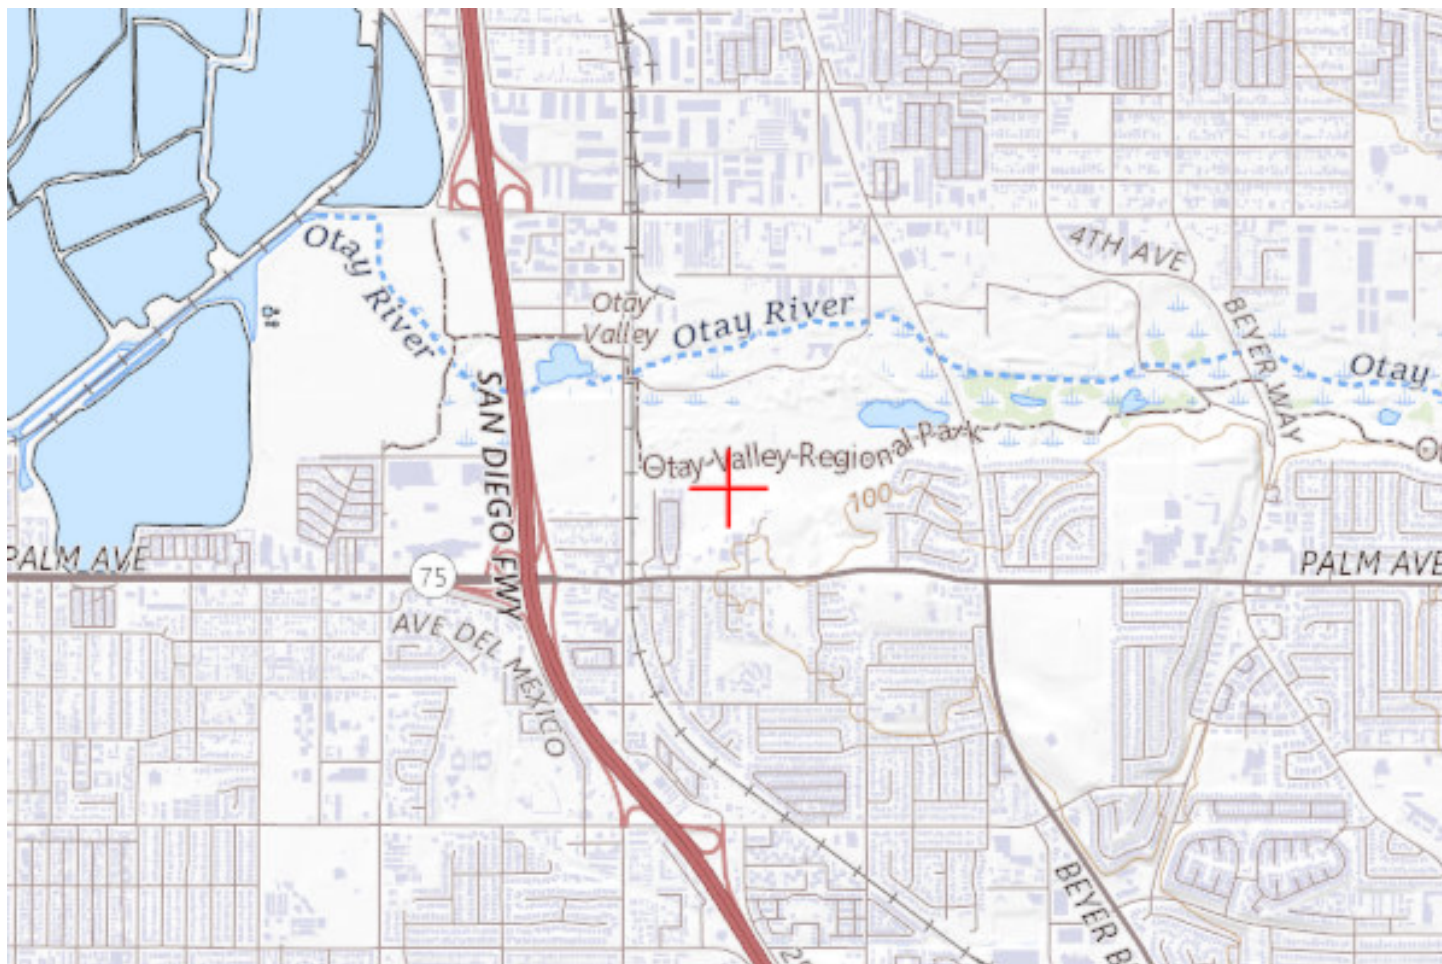 4TH AVE
Otay River
Otay
Valley
Otay River
BEYER WAY
Otay
SAN DIEGO FWY
Otay-Valley-Regional-Park
100
PALM AVE
75
PALM AVE
AVE DEL MEXICO
BEYER B